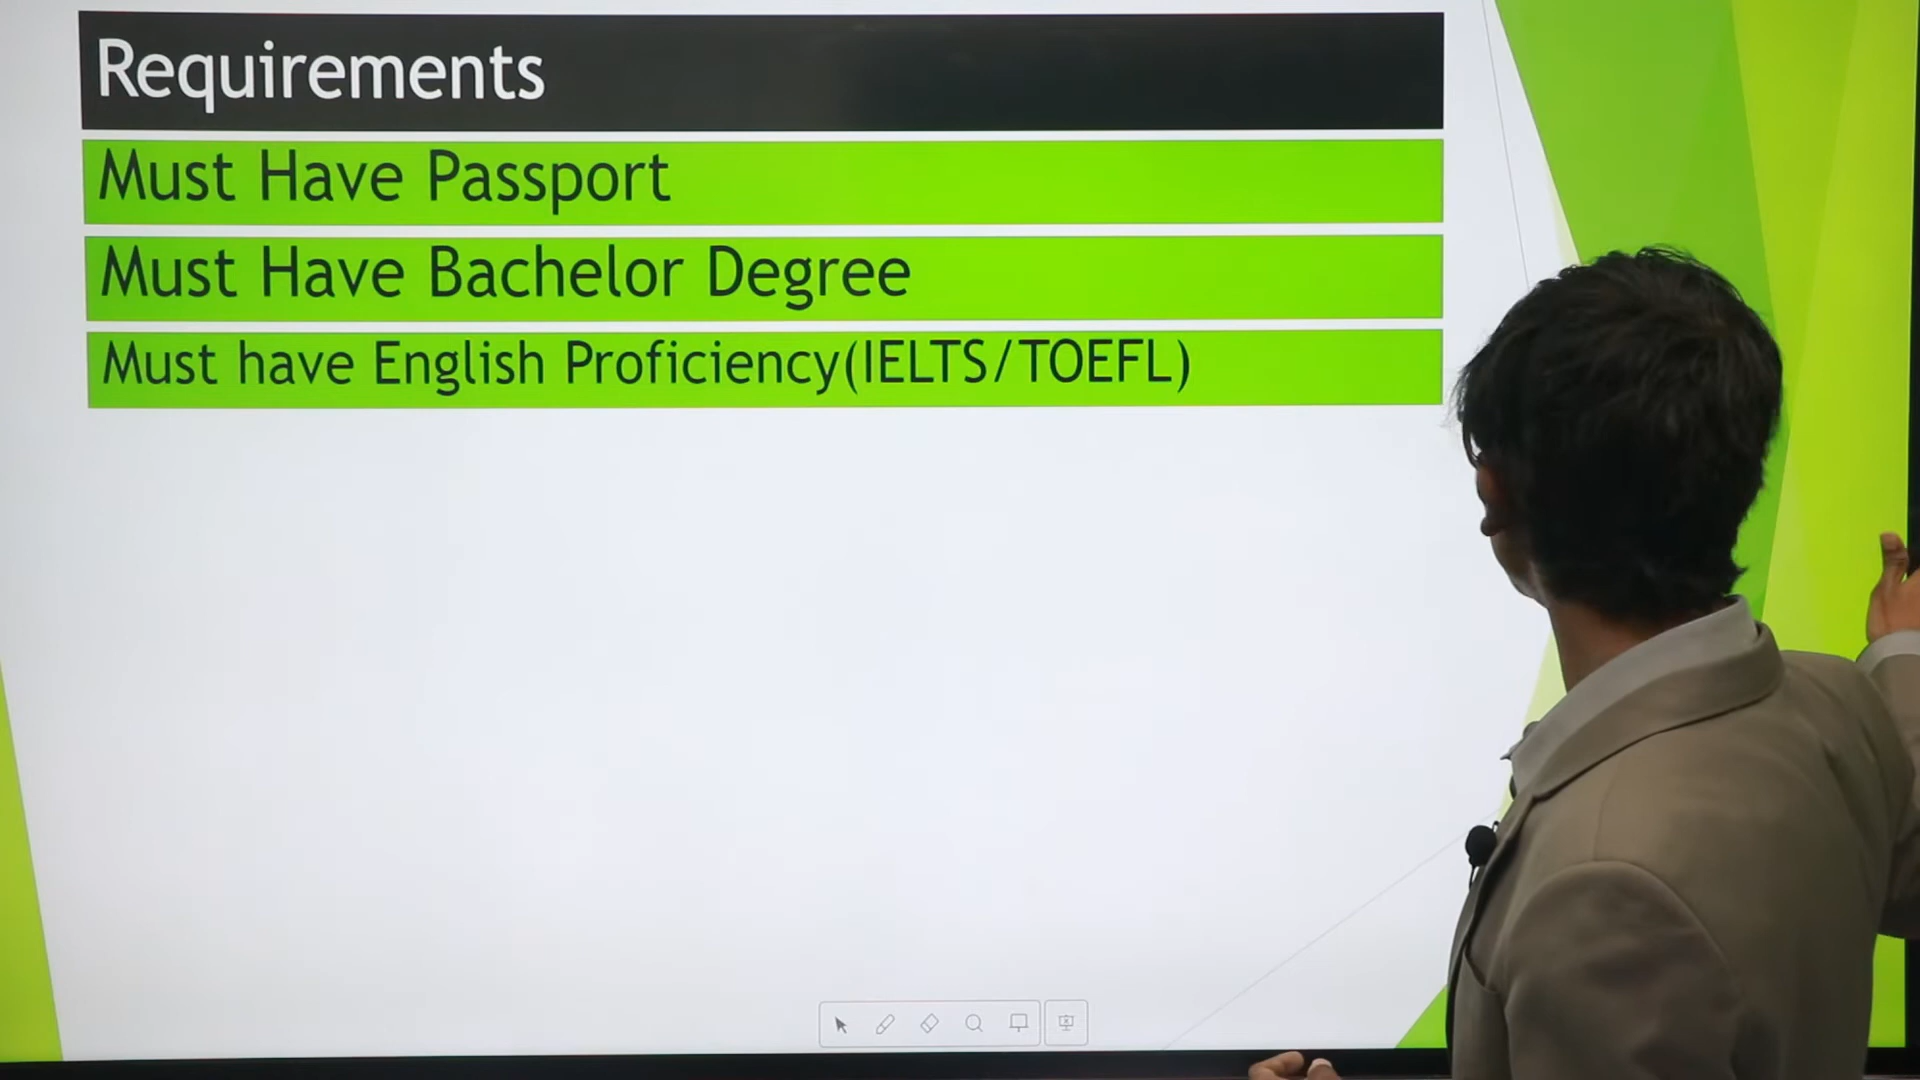 Requirements
Must Have Passport
Must Have Bachelor Degree
Must have English Proficiency(IELTS/TOEFL)